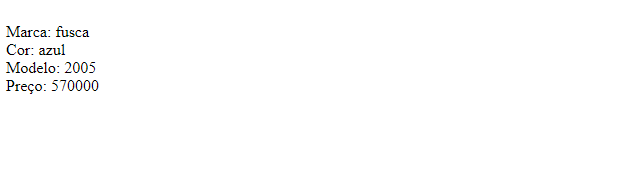 Marca: fusca
Cor: azul
Modelo: 2005
Preço: 570000